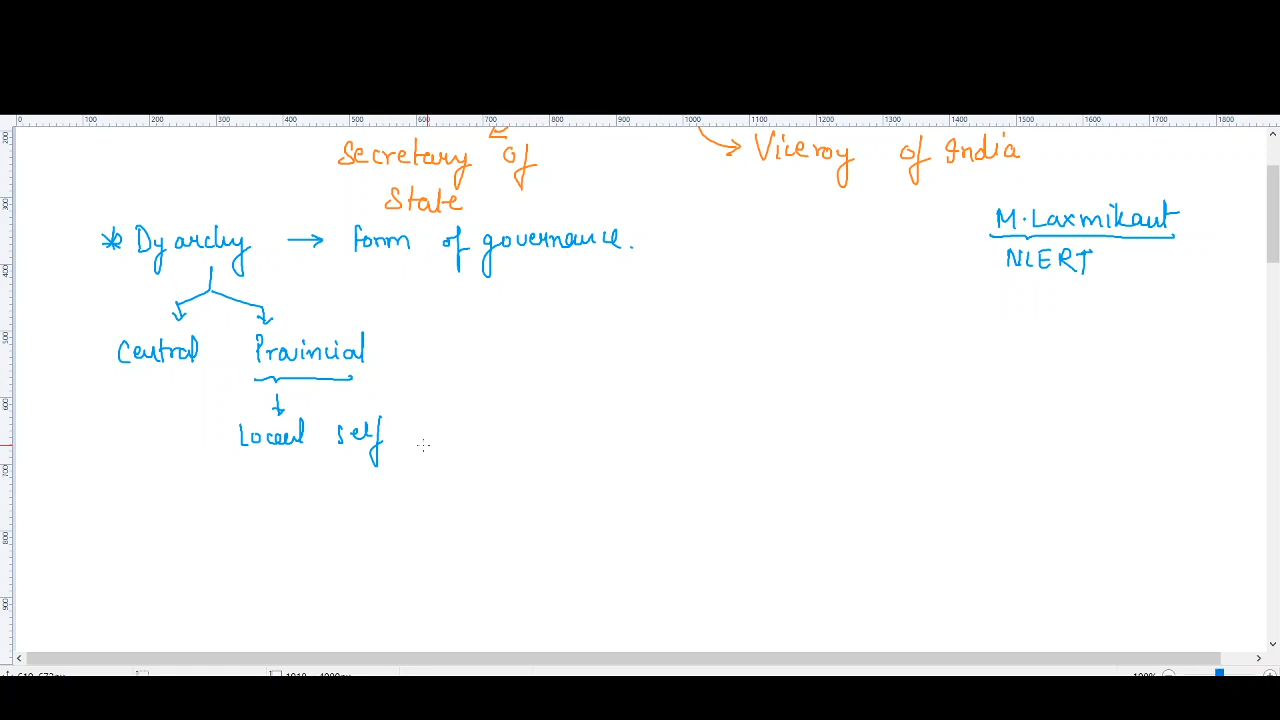 Secretary of
State
Viceroy of India
M. Laxmikant
NCERT
* Dyarchy → form of governance.
Central Provincial
Local self